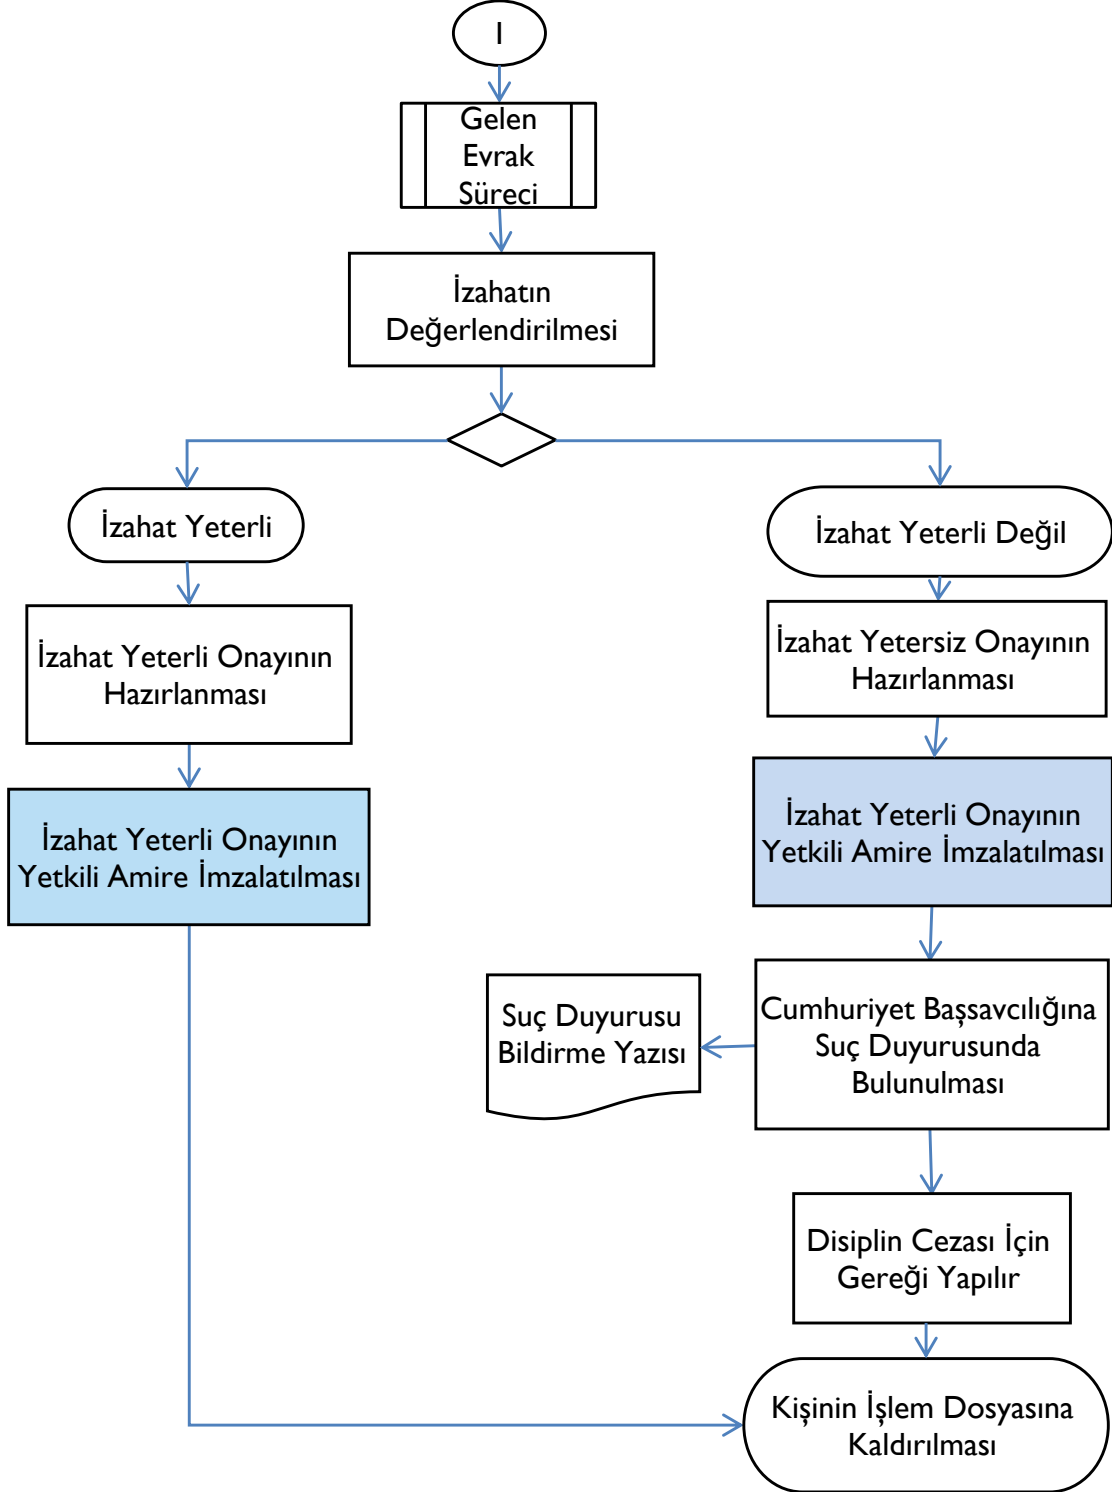 1
Gelen
Evrak
Süreci
İzahatın
Değerlendirilmesi
İzahat Yeterli
İzahat Yeterli Onayının
Hazırlanması
İzahat Yeterli Onayının
Yetkili Amire İmzalatılması
İzahat Yeterli Değil
İzahat Yetersiz Onayının
Hazırlanması
İzahat Yeterli Onayının
Yetkili Amire İmzalatılması
Cumhuriyet Başsavcılığına
Suç Duyurusunda
Bulunulması
Suç Duyurusu
Bildirme Yazısı
Disiplin Cezası İçin
Gereği Yapılır
Kişinin İşlem Dosyasına
Kaldırılması